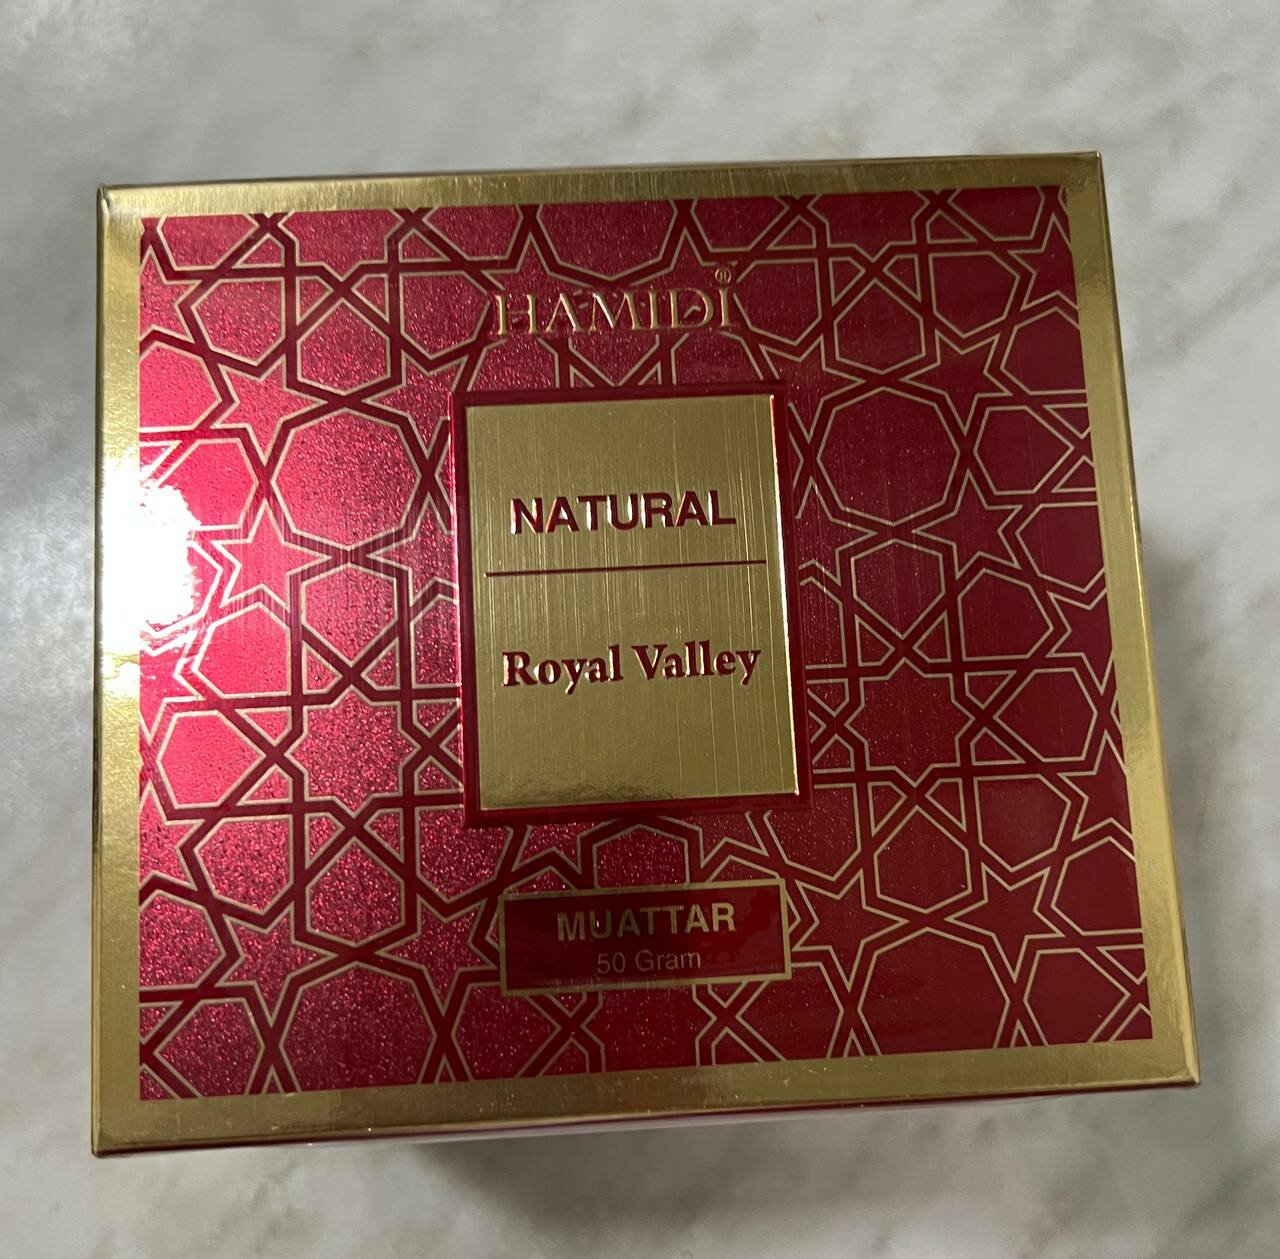 HAMIDI®
NATURAL
Royal Valley
MUATTAR
50 Gram